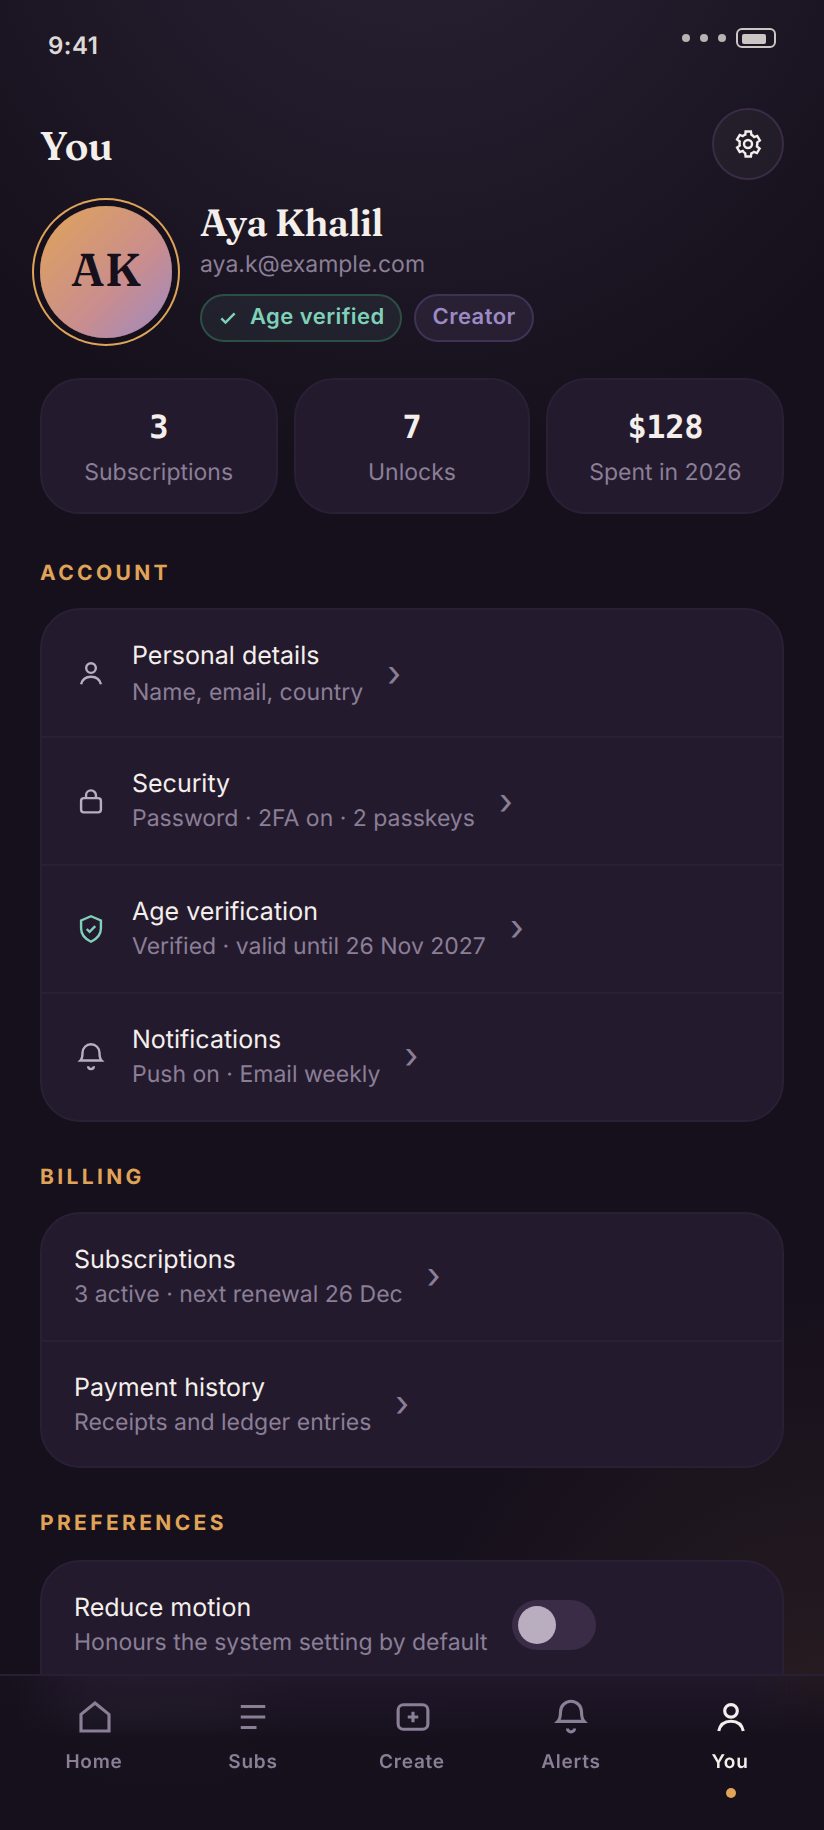 9:41
You
AK
Aya Khalil
aya.k@example.com
Age verified
Creator
3
Subscriptions
7
Unlocks
$128
Spent in 2026
ACCOUNT
Personal details
Name, email, country
Security
Password · 2FA on · 2 passkeys
Age verification
Verified · valid until 26 Nov 2027
Notifications
Push on · Email weekly
BILLING
Subscriptions
3 active · next renewal 26 Dec
Payment history
Receipts and ledger entries
PREFERENCES
Reduce motion
Honours the system setting by default
Home
Subs
Create
Alerts
You